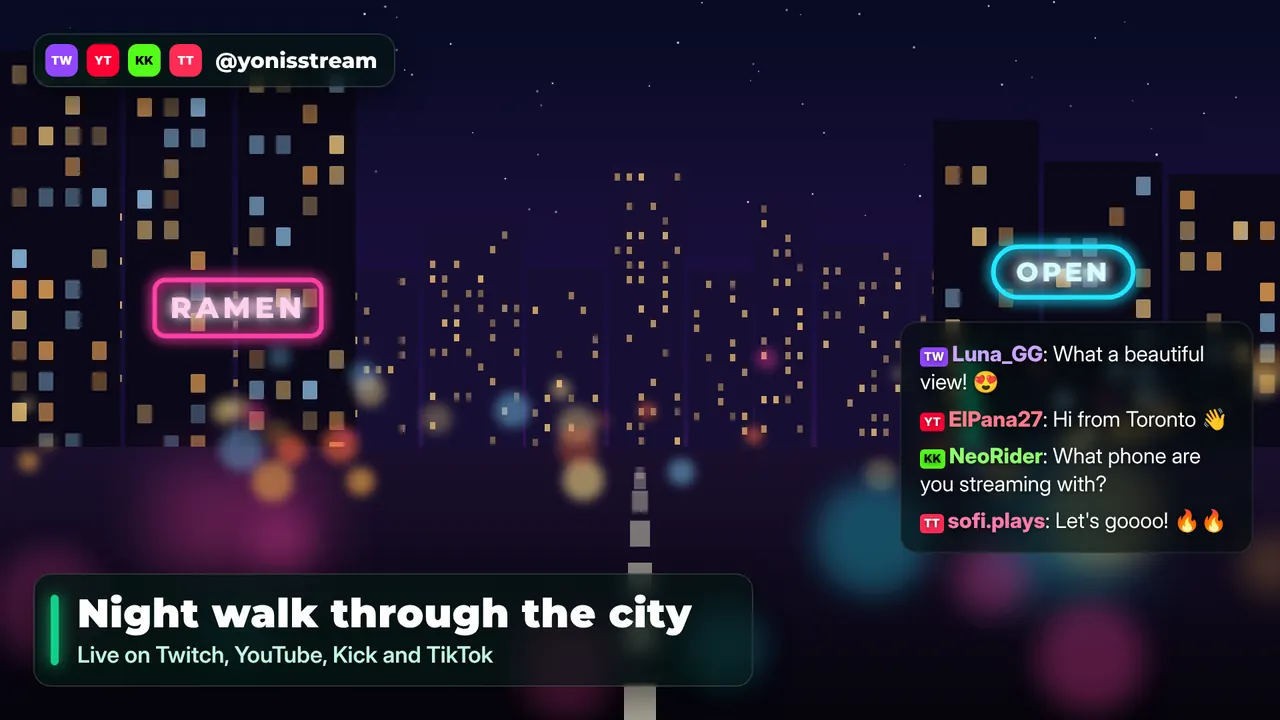 TW YT KK TT @yonisstream
RAMEN
OPEN
TW Luna_GG: What a beautiful
view! 😍
YT ElPana27: Hi from Toronto 👋
KK NeoRider: What phone are
you streaming with?
TT sofi.plays: Let's goooo! 🔥🔥
Night walk through the city
Live on Twitch, YouTube, Kick and TikTok